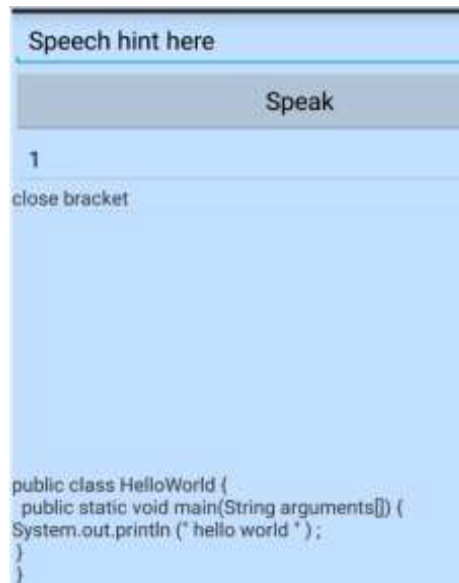 Speech hint here
Speak
1
close bracket
public class HelloWorld {
public static void main(String arguments[]) {
System.out.println (" hello world " ) ;
}
}